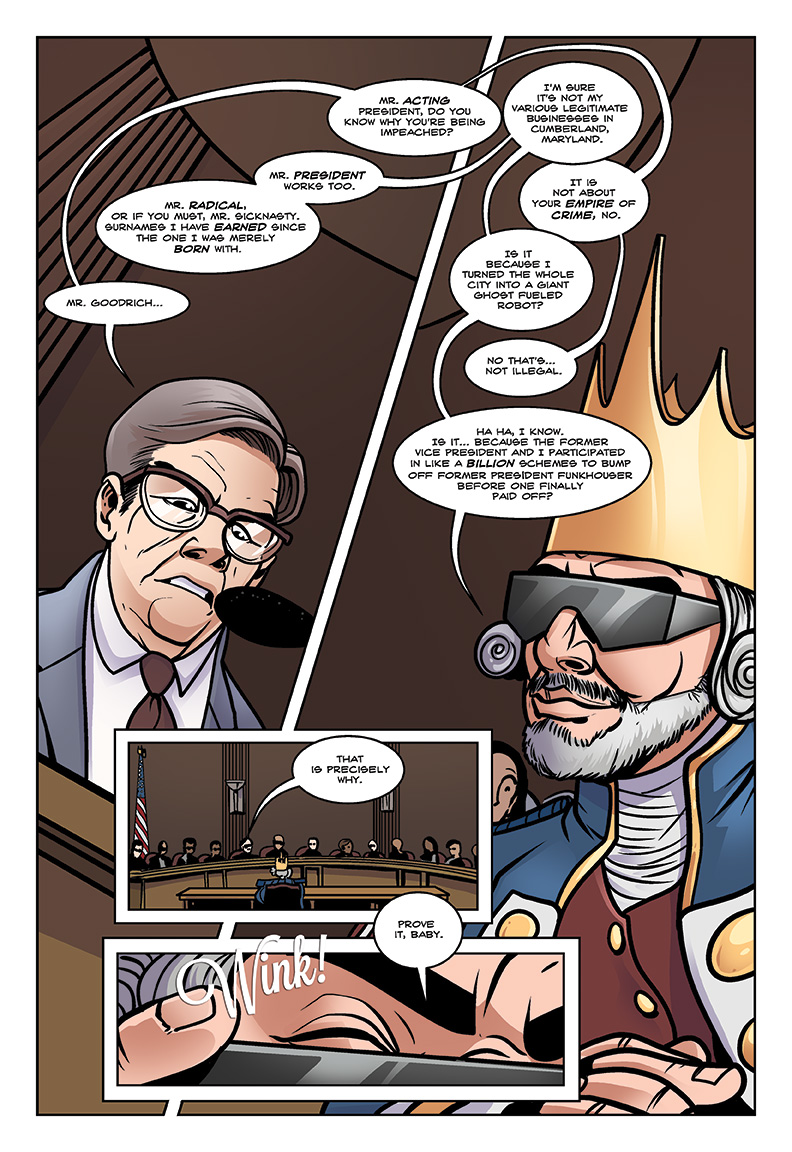 MR. GOODRICH...
MR. RADICAL,
OR IF YOU MUST, MR. SICKNASTY.
SURNAMES I HAVE EARNED SINCE
THE ONE I WAS MERELY
BORN WITH.
MR. ACTING
PRESIDENT, DO YOU
KNOW WHY YOU'RE BEING
IMPEACHED?
MR. PRESIDENT
WORKS TOO.
I'M SURE
IT'S NOT MY
VARIOUS LEGITIMATE
BUSINESSES IN
CUMBERLAND,
MARYLAND.
IT IS
NOT ABOUT
YOUR EMPIRE OF
CRIME, NO.
IS IT
BECAUSE I
TURNED THE WHOLE
CITY INTO A GIANT
GHOST FUELED
ROBOT?
NO THAT'S...
NOT ILLEGAL.
HA HA, I KNOW.
IS IT... BECAUSE THE FORMER
VICE PRESIDENT AND I PARTICIPATED
IN LIKE A BILLION SCHEMES TO BUMP
OFF FORMER PRESIDENT FUNKHOUSER
BEFORE ONE FINALLY
PAID OFF?
THAT
IS PRECISELY
WHY.
PROVE
IT, BABY.
Wink!